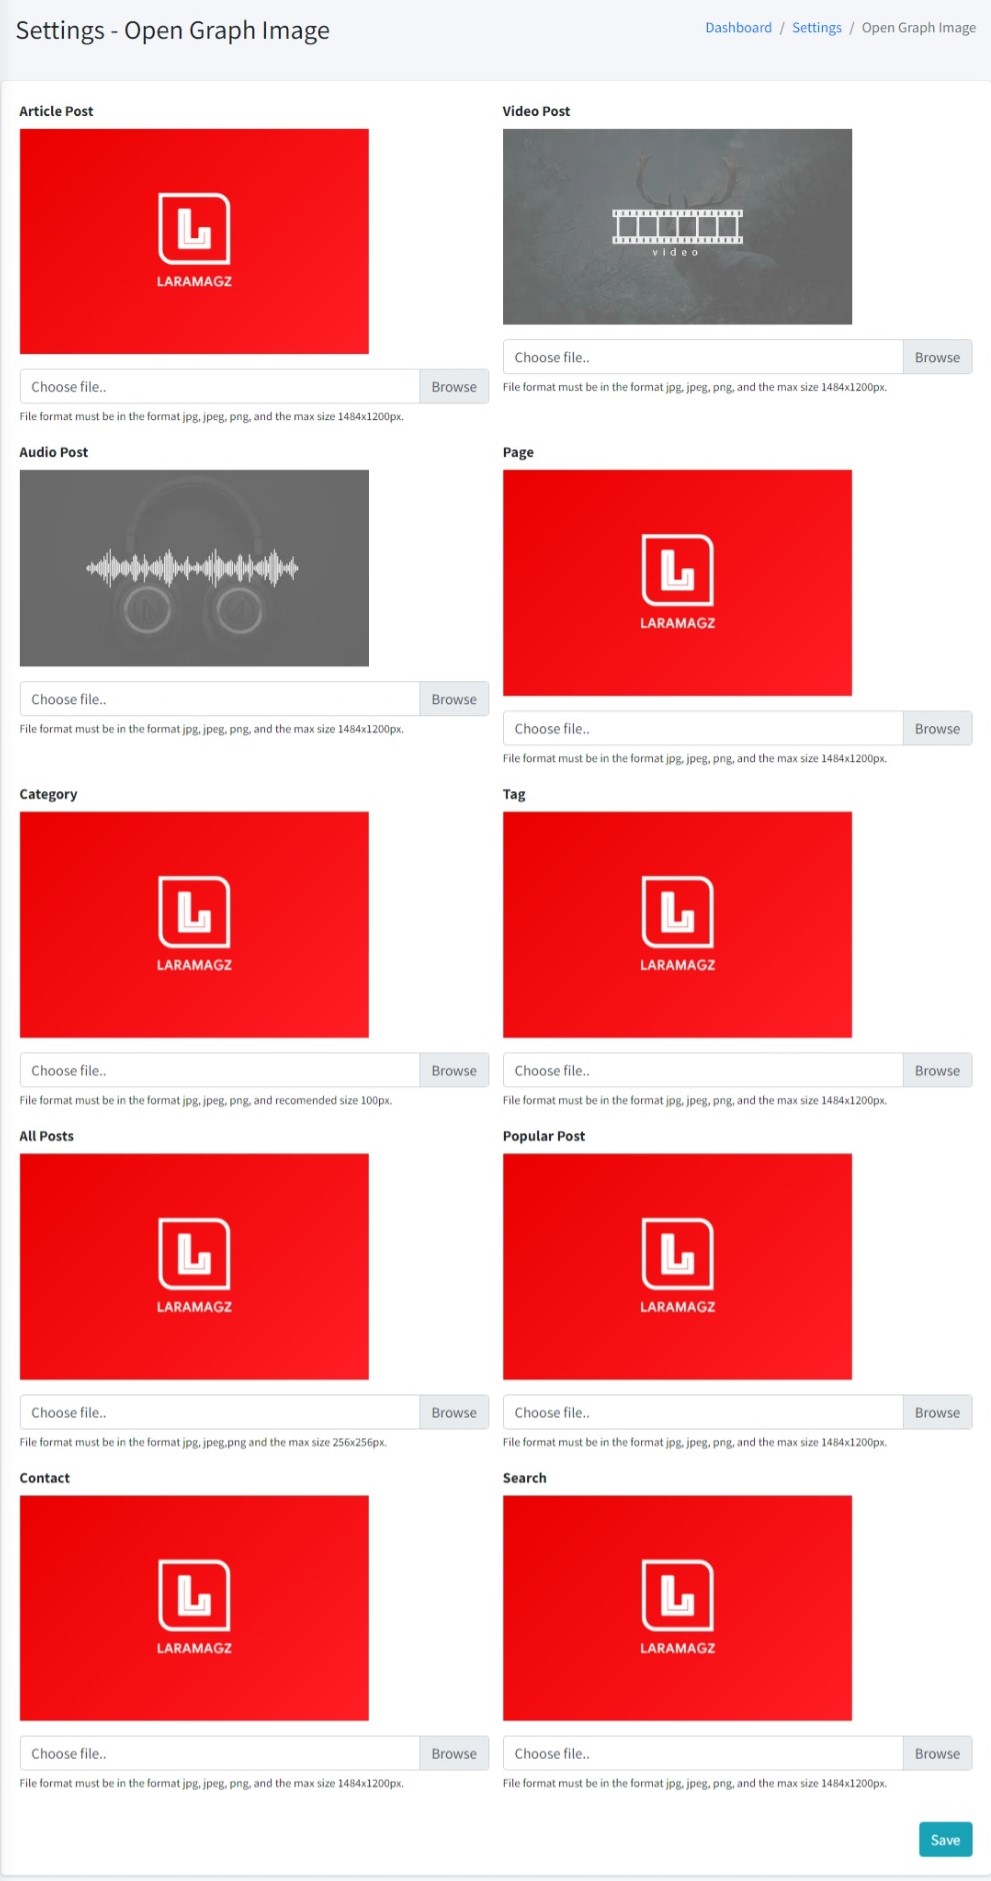 Settings - Open Graph Image
Dashboard / Settings / Open Graph Image
Article Post
LARAMAGZ
Choose file..
Browse
File format must be in the format jpg, jpeg, png, and the max size 1484x1200px.
Video Post
video
Choose file..
Browse
File format must be in the format jpg, jpeg, png, and the max size 1484x1200px.
Audio Post
Choose file..
Browse
File format must be in the format jpg, jpeg, png, and the max size 1484x1200px.
Page
LARAMAGZ
Choose file..
Browse
File format must be in the format jpg, jpeg, png, and the max size 1484x1200px.
Category
LARAMAGZ
Choose file..
Browse
File format must be in the format jpg, jpeg, png, and recomended size 100px.
Tag
LARAMAGZ
Choose file..
Browse
File format must be in the format jpg, jpeg, png, and the max size 1484x1200px.
All Posts
LARAMAGZ
Choose file..
Browse
File format must be in the format jpg, jpeg,png and the max size 256x256px.
Popular Post
LARAMAGZ
Choose file..
Browse
File format must be in the format jpg, jpeg, png, and the max size 1484x1200px.
Contact
LARAMAGZ
Choose file..
Browse
File format must be in the format jpg, jpeg, png, and the max size 1484x1200px.
Search
LARAMAGZ
Choose file..
Browse
File format must be in the format jpg, jpeg, png, and the max size 1484x1200px.
Save